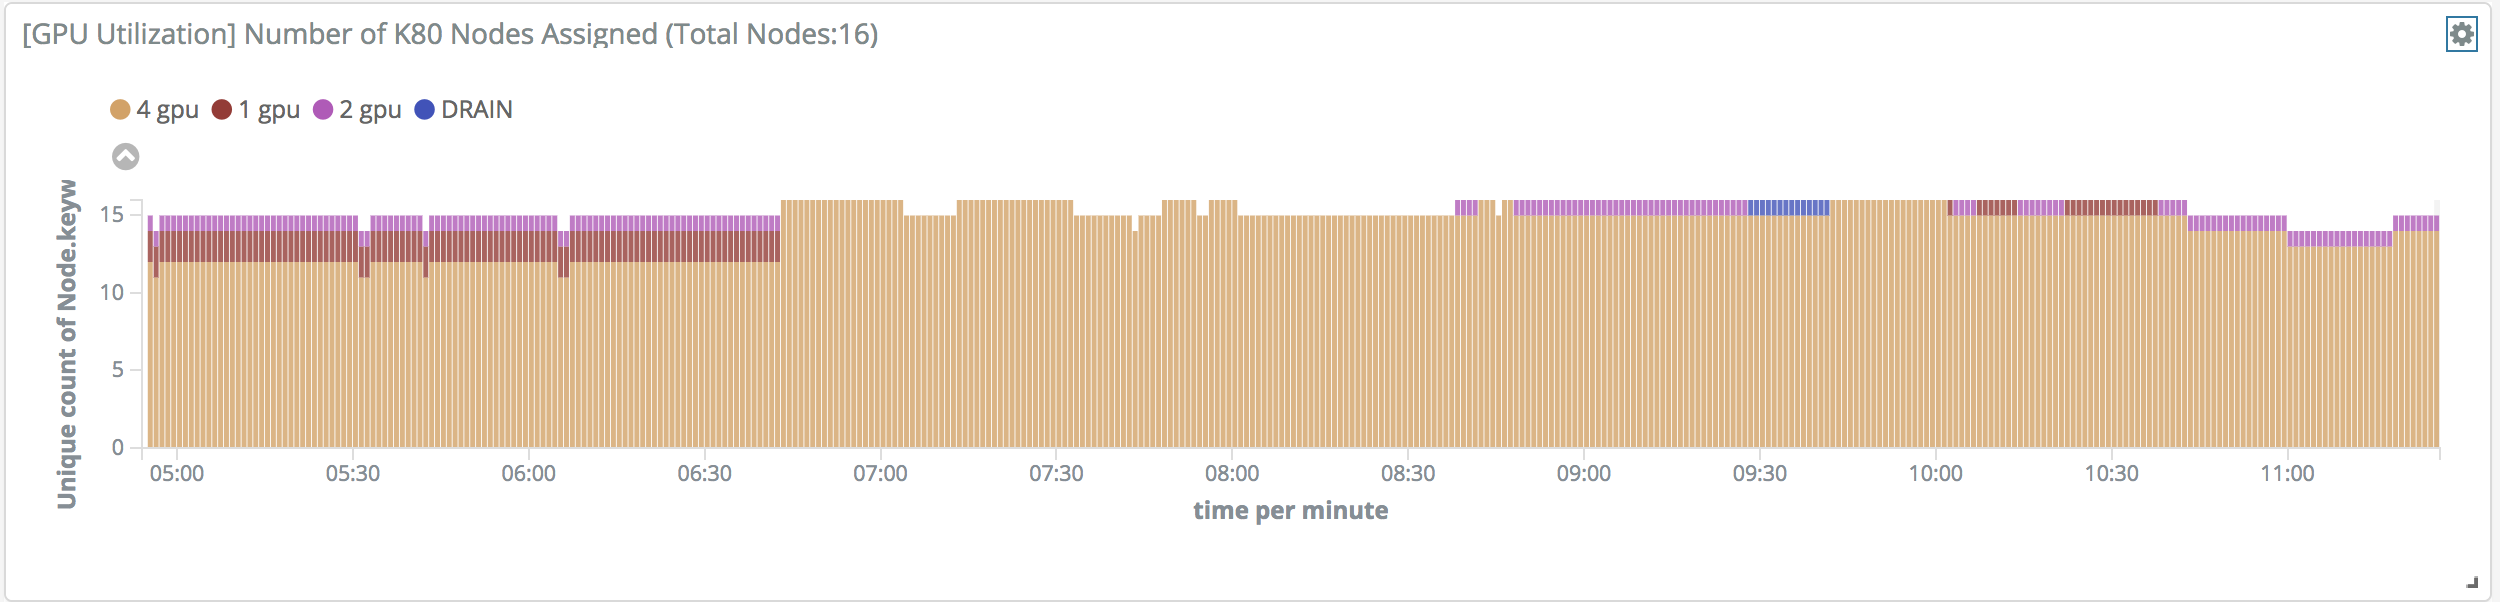 [GPU Utilization] Number of K80 Nodes Assigned (Total Nodes:16)
4 gpu 1 gpu 2 gpu DRAIN
Unique count of Node.keyw
15
10
5
0
05:00 05:30 06:00 06:30 07:00 07:30 08:00 08:30 09:00 09:30 10:00 10:30 11:00
time per minute